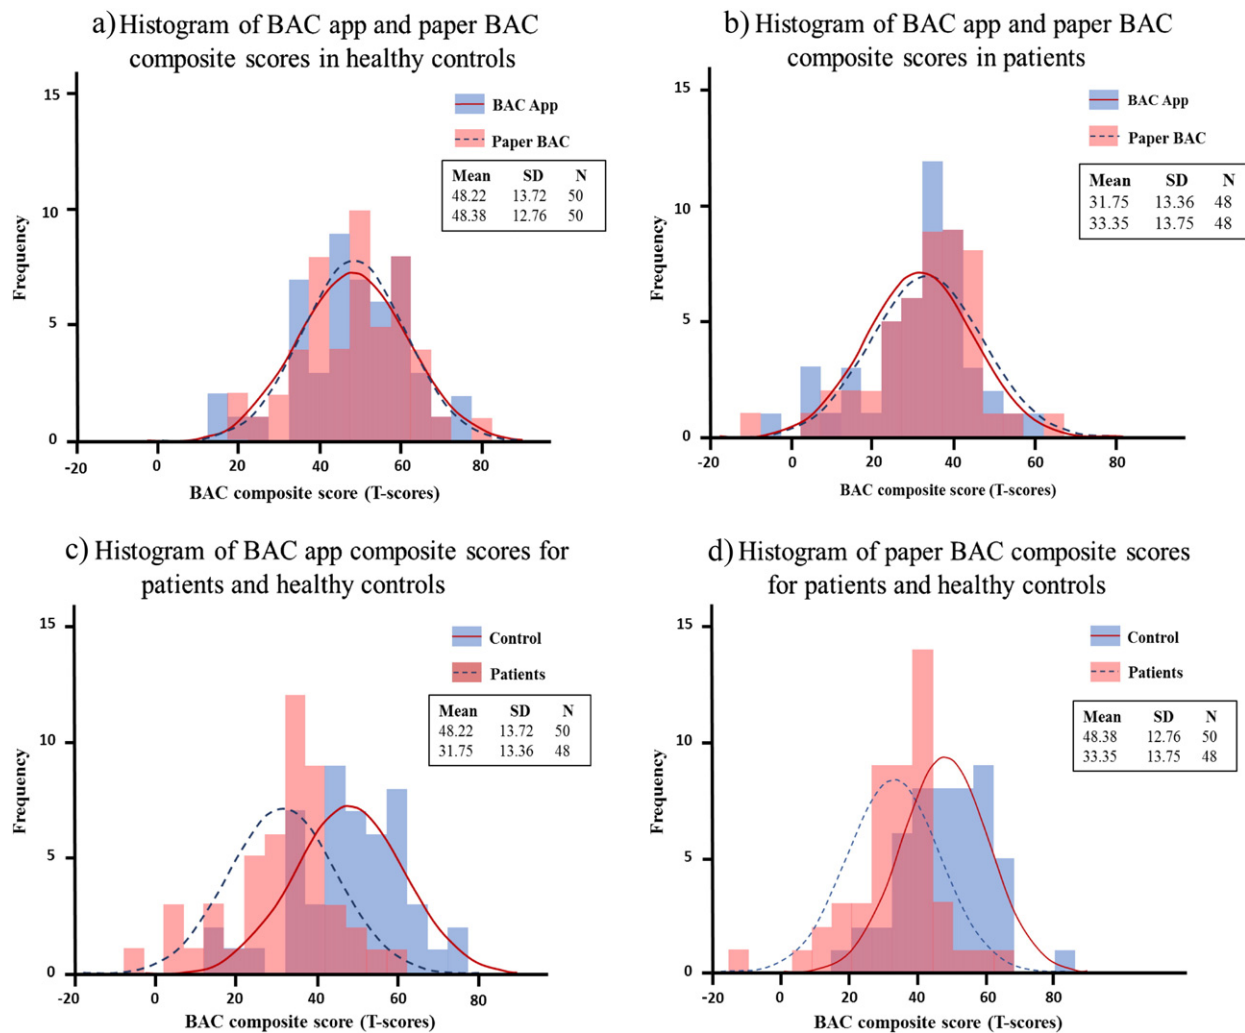 a) Histogram of BAC app and paper BAC
composite scores in healthy controls
15
10
5
0
Frequency
BAC App
Paper BAC
Mean SD N
48.22 13.72 50
48.38 12.76 50
-20 0 20 40 60 80
BAC composite score (T-scores)
b) Histogram of BAC app and paper BAC
composite scores in patients
15
10
5
0
Frequency
BAC App
Paper BAC
Mean SD N
31.75 13.36 48
33.35 13.75 48
-20 0 20 40 60 80
BAC composite score (T-scores)
c) Histogram of BAC app composite scores for
patients and healthy controls
15
10
5
0
Frequency
Control
Patients
Mean SD N
48.22 13.72 50
31.75 13.36 48
-20 0 20 40 60 80
BAC composite score (T-scores)
d) Histogram of paper BAC composite scores
for patients and healthy controls
15
10
5
0
Frequency
Control
Patients
Mean SD N
48.38 12.76 50
33.35 13.75 48
-20 0 20 40 60 80
BAC composite score (T-scores)